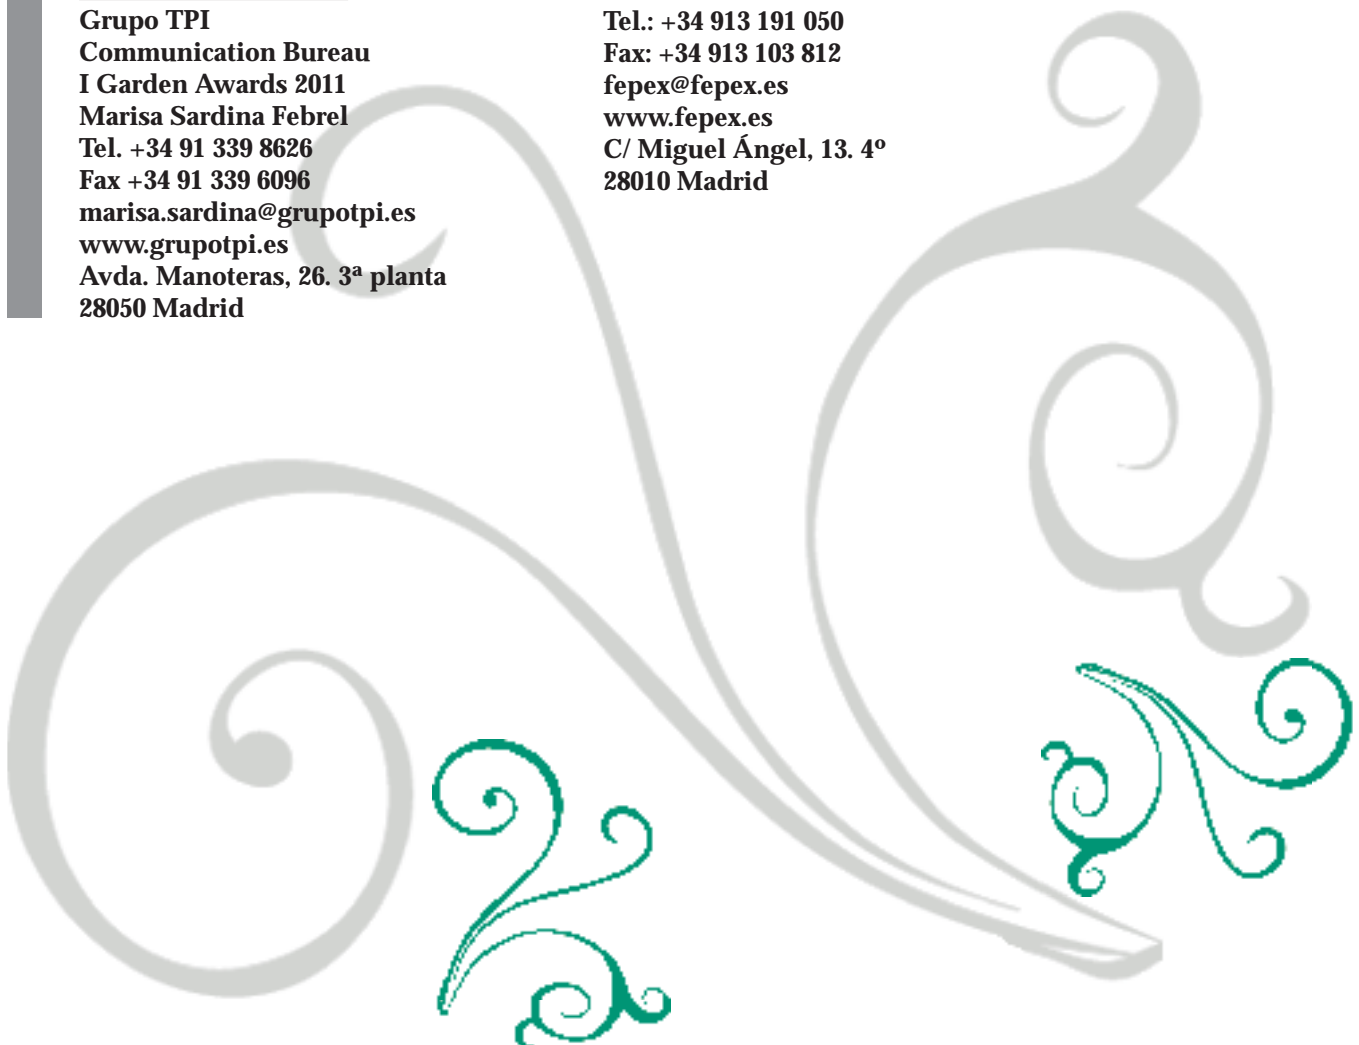 Grupo TPI
Communication Bureau
I Garden Awards 2011
Marisa Sardina Febrel
Tel. +34 91 339 8626
Fax +34 91 339 6096
marisa.sardina@grupotpi.es
www.grupotpi.es
Avda. Manoteras, 26. 3ª planta
28050 Madrid
Tel.: +34 913 191 050
Fax: +34 913 103 812
fepex@fepex.es
www.fepex.es
C/ Miguel Ángel, 13. 4º
28010 Madrid